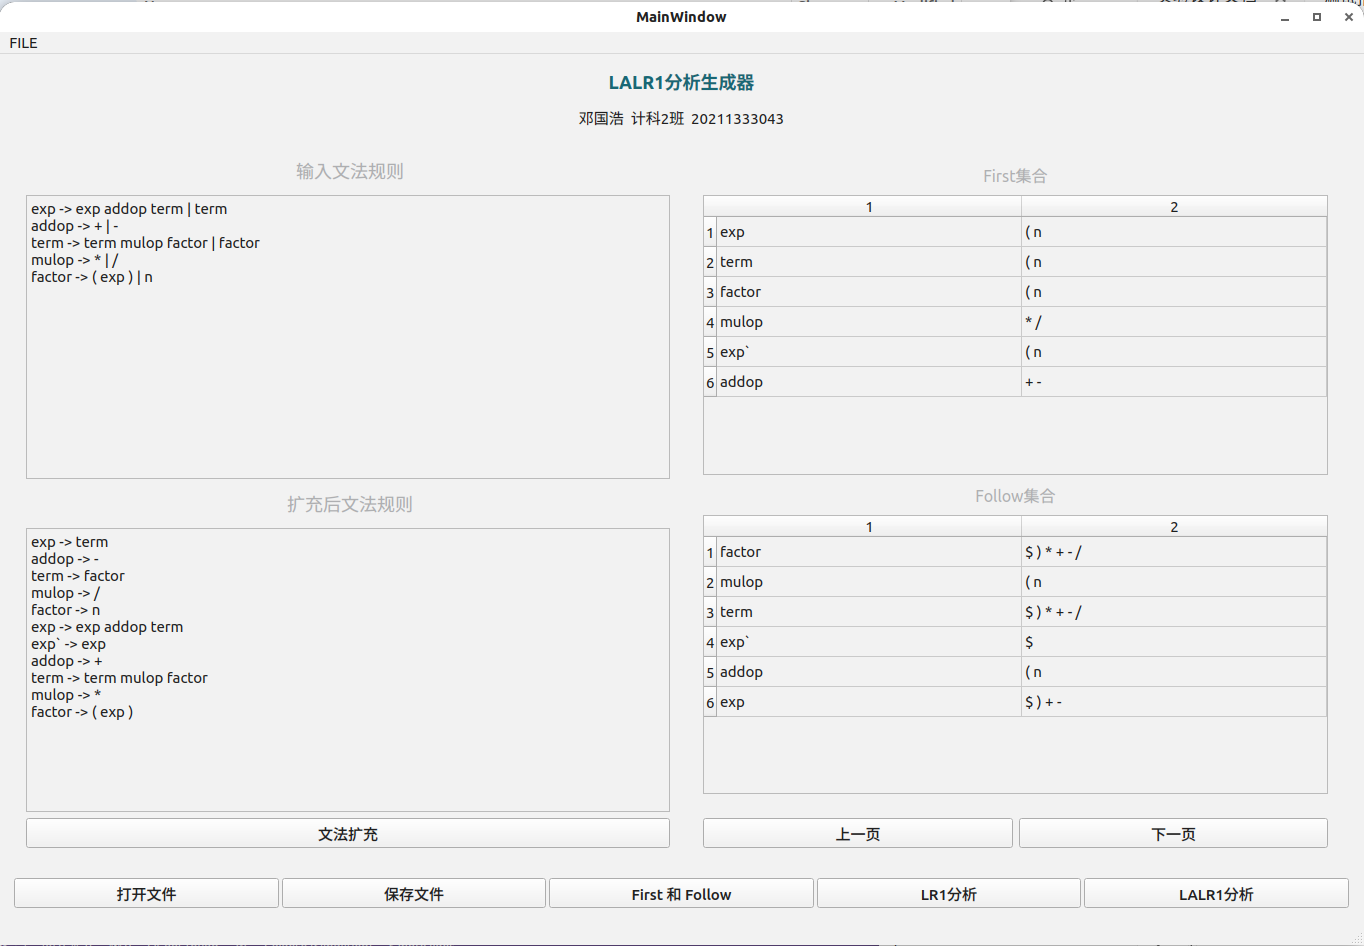 MainWindow
FILE
LALR1分析生成器
邓国浩 计科2班 20211333043
输入文法规则
exp -> exp addop term | term
addop -> + | -
term -> term mulop factor | factor
mulop -> * | /
factor -> ( exp ) | n
扩充后文法规则
exp -> term
addop -> -
term -> factor
mulop -> /
factor -> n
exp -> exp addop term
exp` -> exp
addop -> +
term -> term mulop factor
mulop -> *
factor -> ( exp )
文法扩充
First集合
1 2
1 exp ( n
2 term ( n
3 factor ( n
4 mulop * /
5 exp` ( n
6 addop + -
Follow集合
1 2
1 factor $ ) * + - /
2 mulop ( n
3 term $ ) * + - /
4 exp` $
5 addop ( n
6 exp $ ) + -
上一页 下一页
打开文件 保存文件 First 和 Follow LR1分析 LALR1分析